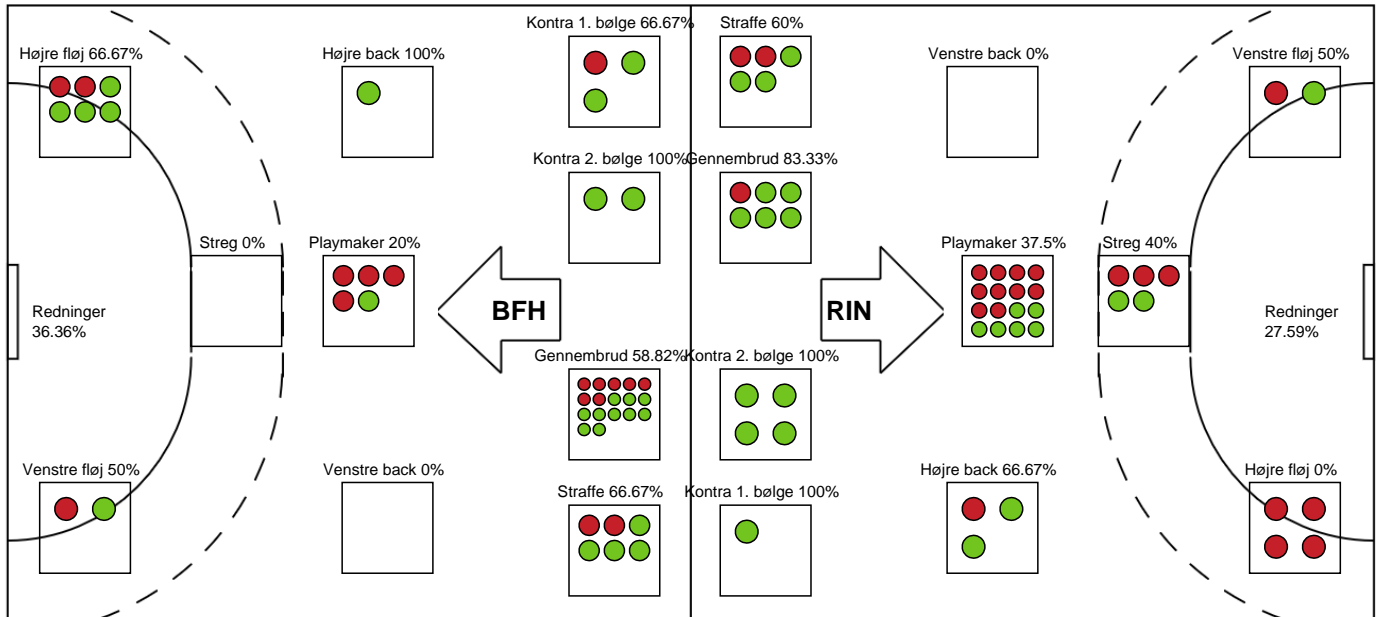 Kontra 1. bølge 66.67%
Straffe 60%
Højre fløj 66.67%
Højre back 100%
Venstre back 0%
Venstre fløj 50%
Kontra 2. bølge 100%
Gennembrud 83.33%
Streg 0%
Playmaker 20%
Playmaker 37.5%
Streg 40%
Redninger
36.36%
BFH
RIN
Redninger
27.59%
Gennembrud 58.82%
Kontra 2. bølge 100%
Venstre fløj 50%
Venstre back 0%
Højre back 66.67%
Højre fløj 0%
Straffe 66.67%
Kontra 1. bølge 100%